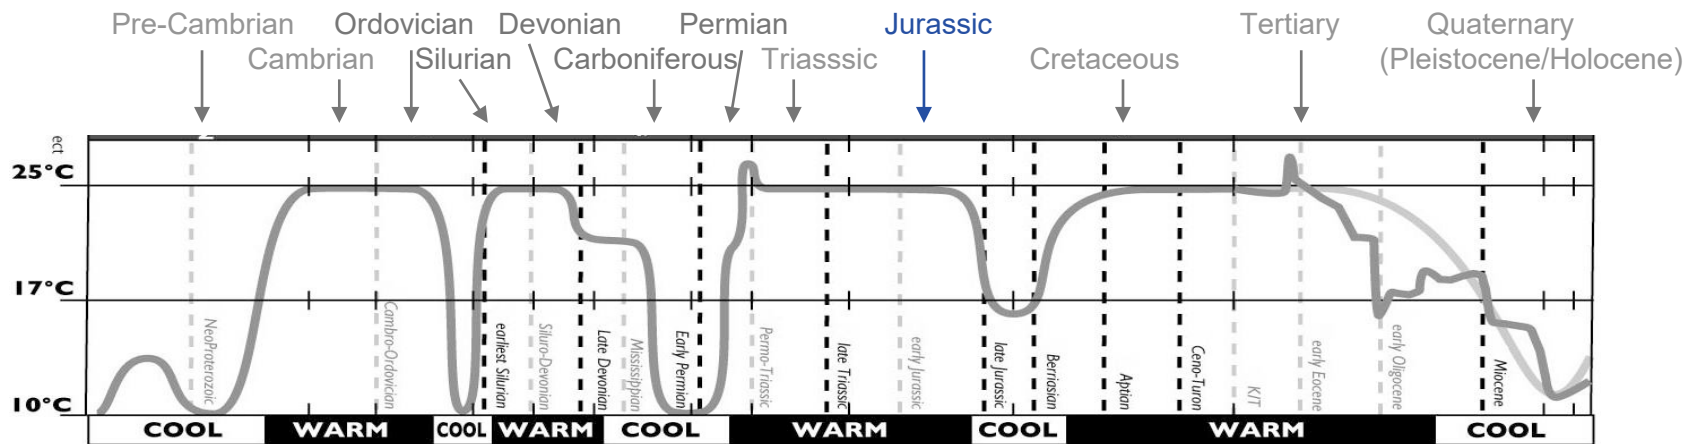 Pre-Cambrian Ordovician Devonian Permian Jurassic Tertiary Quaternary
Cambrian Silurian Carboniferous Triasssic Cretaceous (Pleistocene/Holocene)
ect
25°C
17°C
10°C
NeoProterozoic
Cambro-Ordovician
earliest Silurian
Siluro-Devonian
Late Devonian
Mississippian
Early Permian
Permo-Triassic
late Triassic
early Jurassic
late Jurassic
Berriasian
Aptian
Ceno-Turon
K/T
early Eocene
early Oligocene
Miocene
COOL WARM COOL WARM COOL WARM COOL WARM COOL